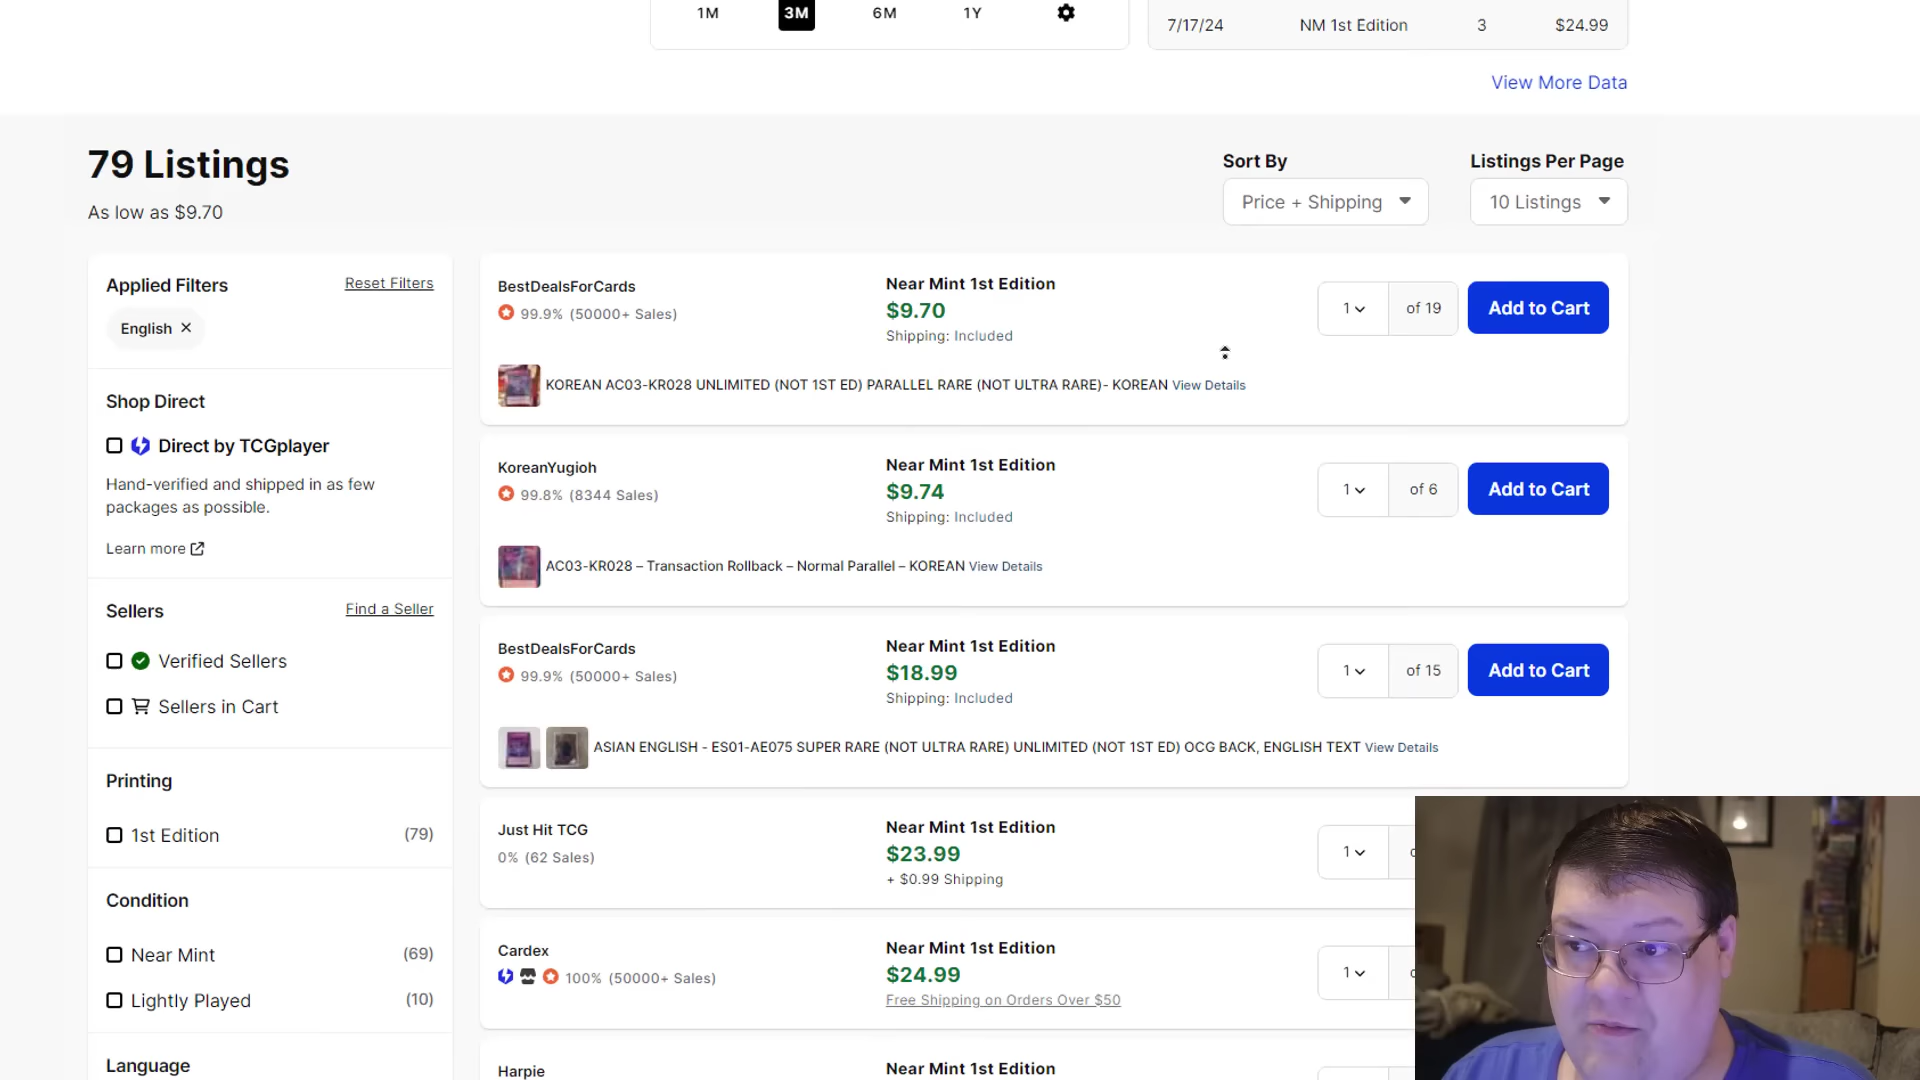 1M 3M 6M 1Y
7/17/24 NM 1st Edition 3 $24.99
View More Data
79 Listings
As low as $9.70
Sort By
Price + Shipping
Listings Per Page
10 Listings
Applied Filters
Reset Filters
English
Shop Direct
Direct by TCGplayer
Hand-verified and shipped in as few
packages as possible.
Learn more
Sellers
Find a Seller
Verified Sellers
Sellers in Cart
Printing
1st Edition (79)
Condition
Near Mint (69)
Lightly Played (10)
Language
BestDealsForCards
99.9% (50000+ Sales)
Near Mint 1st Edition
$9.70
Shipping: Included
1 of 19
Add to Cart
KOREAN AC03-KR028 UNLIMITED (NOT 1ST ED) PARALLEL RARE (NOT ULTRA RARE)- KOREAN View Details
KoreanYugioh
99.8% (8344 Sales)
Near Mint 1st Edition
$9.74
Shipping: Included
1 of 6
Add to Cart
AC03-KR028 – Transaction Rollback – Normal Parallel – KOREAN View Details
BestDealsForCards
99.9% (50000+ Sales)
Near Mint 1st Edition
$18.99
Shipping: Included
1 of 15
Add to Cart
ASIAN ENGLISH - ES01-AE075 SUPER RARE (NOT ULTRA RARE) UNLIMITED (NOT 1ST ED) OCG BACK, ENGLISH TEXT View Details
Just Hit TCG
0% (62 Sales)
Near Mint 1st Edition
$23.99
+ $0.99 Shipping
1
Cardex
100% (50000+ Sales)
Near Mint 1st Edition
$24.99
Free Shipping on Orders Over $50
1
Harpie
Near Mint 1st Edition